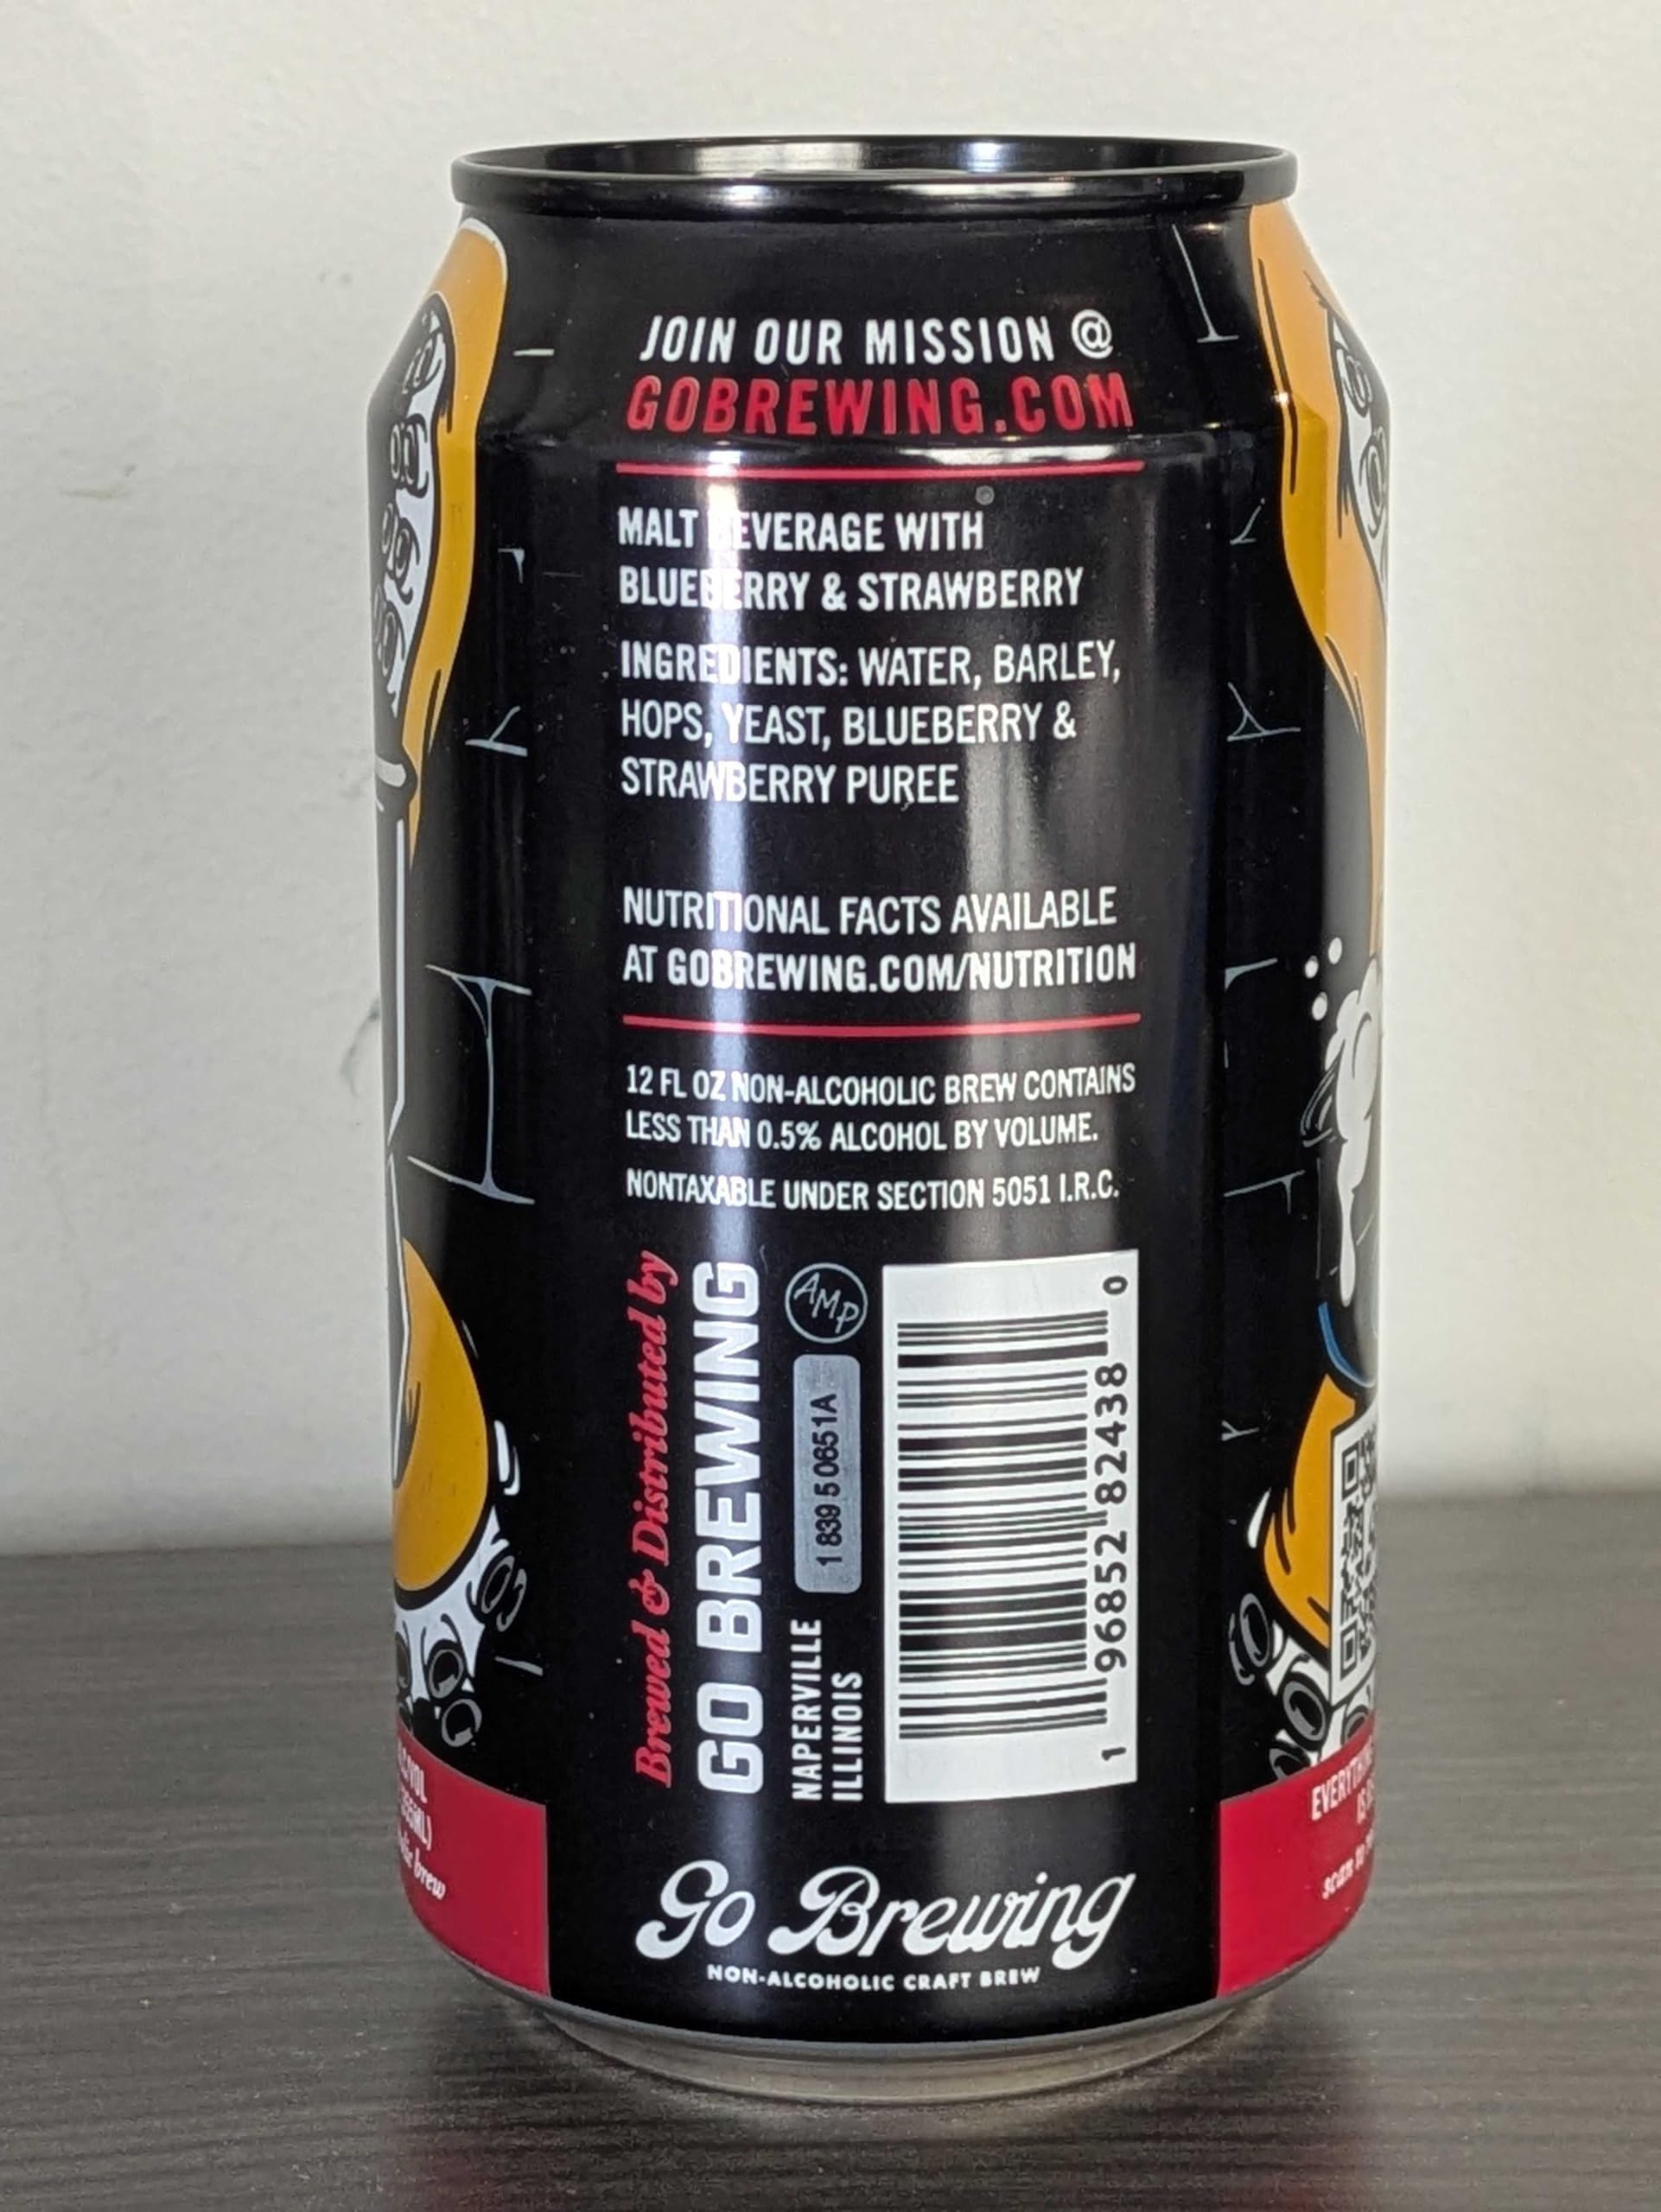 JOIN OUR MISSION @
GOBREWING.COM
MALT BEVERAGE WITH
BLUEBERRY & STRAWBERRY
INGREDIENTS: WATER, BARLEY,
HOPS, YEAST, BLUEBERRY &
STRAWBERRY PUREE
NUTRITIONAL FACTS AVAILABLE
AT GOBREWING.COM/NUTRITION
12 FL OZ NON-ALCOHOLIC BREW CONTAINS
LESS THAN 0.5% ALCOHOL BY VOLUME.
NONTAXABLE UNDER SECTION 5051 I.R.C.
Brewed & Distributed by
GO BREWING
NAPERVILLE
ILLINOIS
AMP
1 839 5 0651A
1 96852 82438 0
Go Brewing
NON-ALCOHOLIC CRAFT BREW
brew